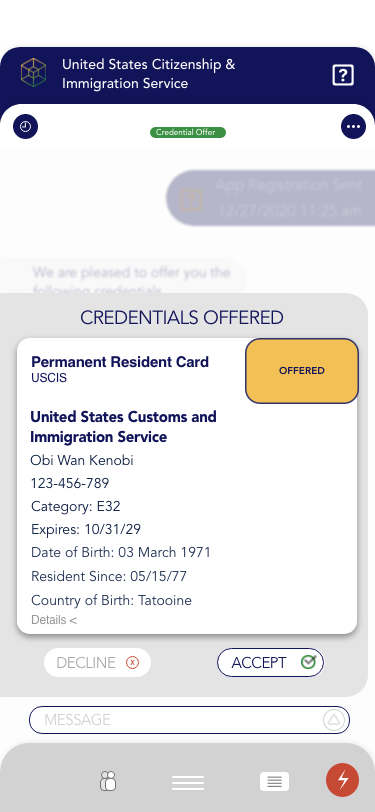 United States Citizenship &
Immigration Service
?
Credential Offer
App Registration Sent
12/27/2020 11:25 am
We are pleased to offer you the
following credentials
CREDENTIALS OFFERED
Permanent Resident Card
USCIS
OFFERED
United States Customs and
Immigration Service
Obi Wan Kenobi
123-456-789
Category: E32
Expires: 10/31/29
Date of Birth: 03 March 1971
Resident Since: 05/15/77
Country of Birth: Tatooine
Details <
DECLINE x
ACCEPT
MESSAGE